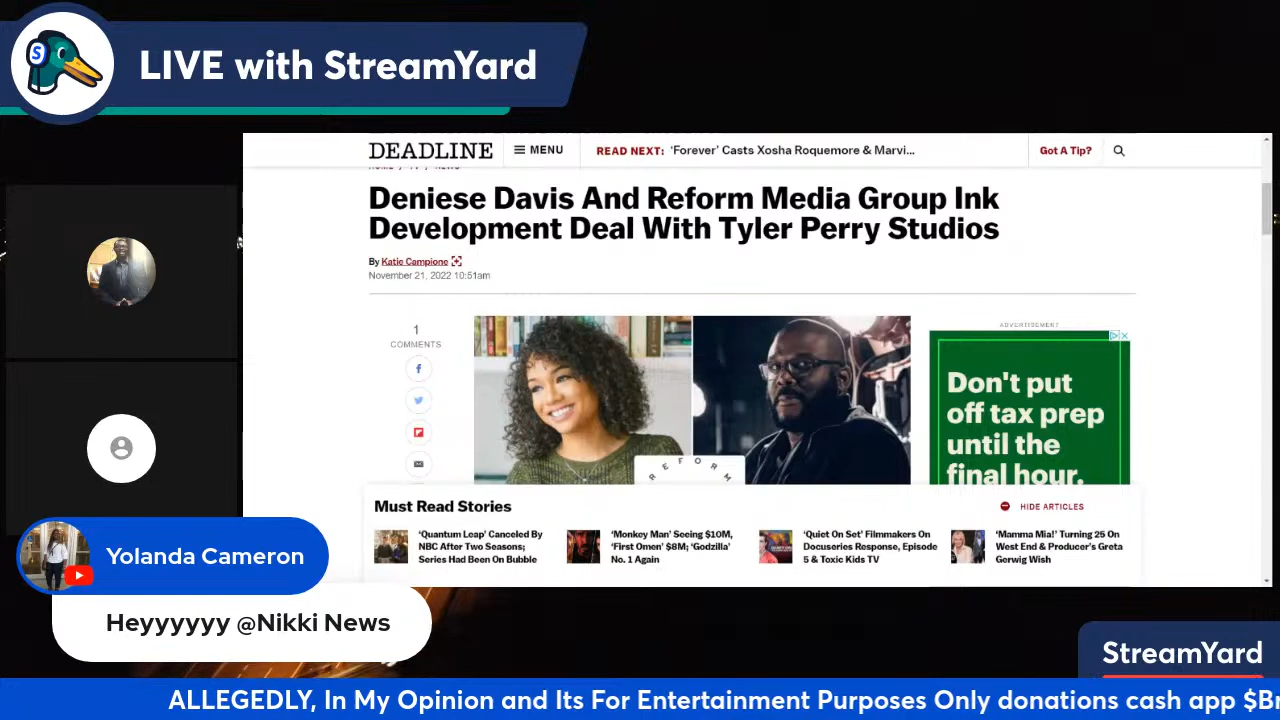 S
LIVE with StreamYard
DEADLINE
MENU
READ NEXT: ‘Forever’ Casts Xosha Roquemore & Marvi...
Got A Tip?
Deniese Davis And Reform Media Group Ink
Development Deal With Tyler Perry Studios
By Katie Campione
November 21, 2022 10:51am
1
COMMENTS
ADVERTISEMENT
Don't put
off tax prep
until the
final hour.
REFORM
Must Read Stories
HIDE ARTICLES
‘Quantum Leap’ Canceled By
NBC After Two Seasons;
Series Had Been On Bubble
‘Monkey Man’ Seeing $10M,
‘First Omen’ $8M; ‘Godzilla’
No. 1 Again
‘Quiet On Set’ Filmmakers On
Docuseries Response, Episode
5 & Toxic Kids TV
‘Mamma Mia!’ Turning 25 On
West End & Producer's Greta
Gerwig Wish
Yolanda Cameron
Heyyyyyy @Nikki News
StreamYard
ALLEGEDLY, In My Opinion and Its For Entertainment Purposes Only donations cash app $B